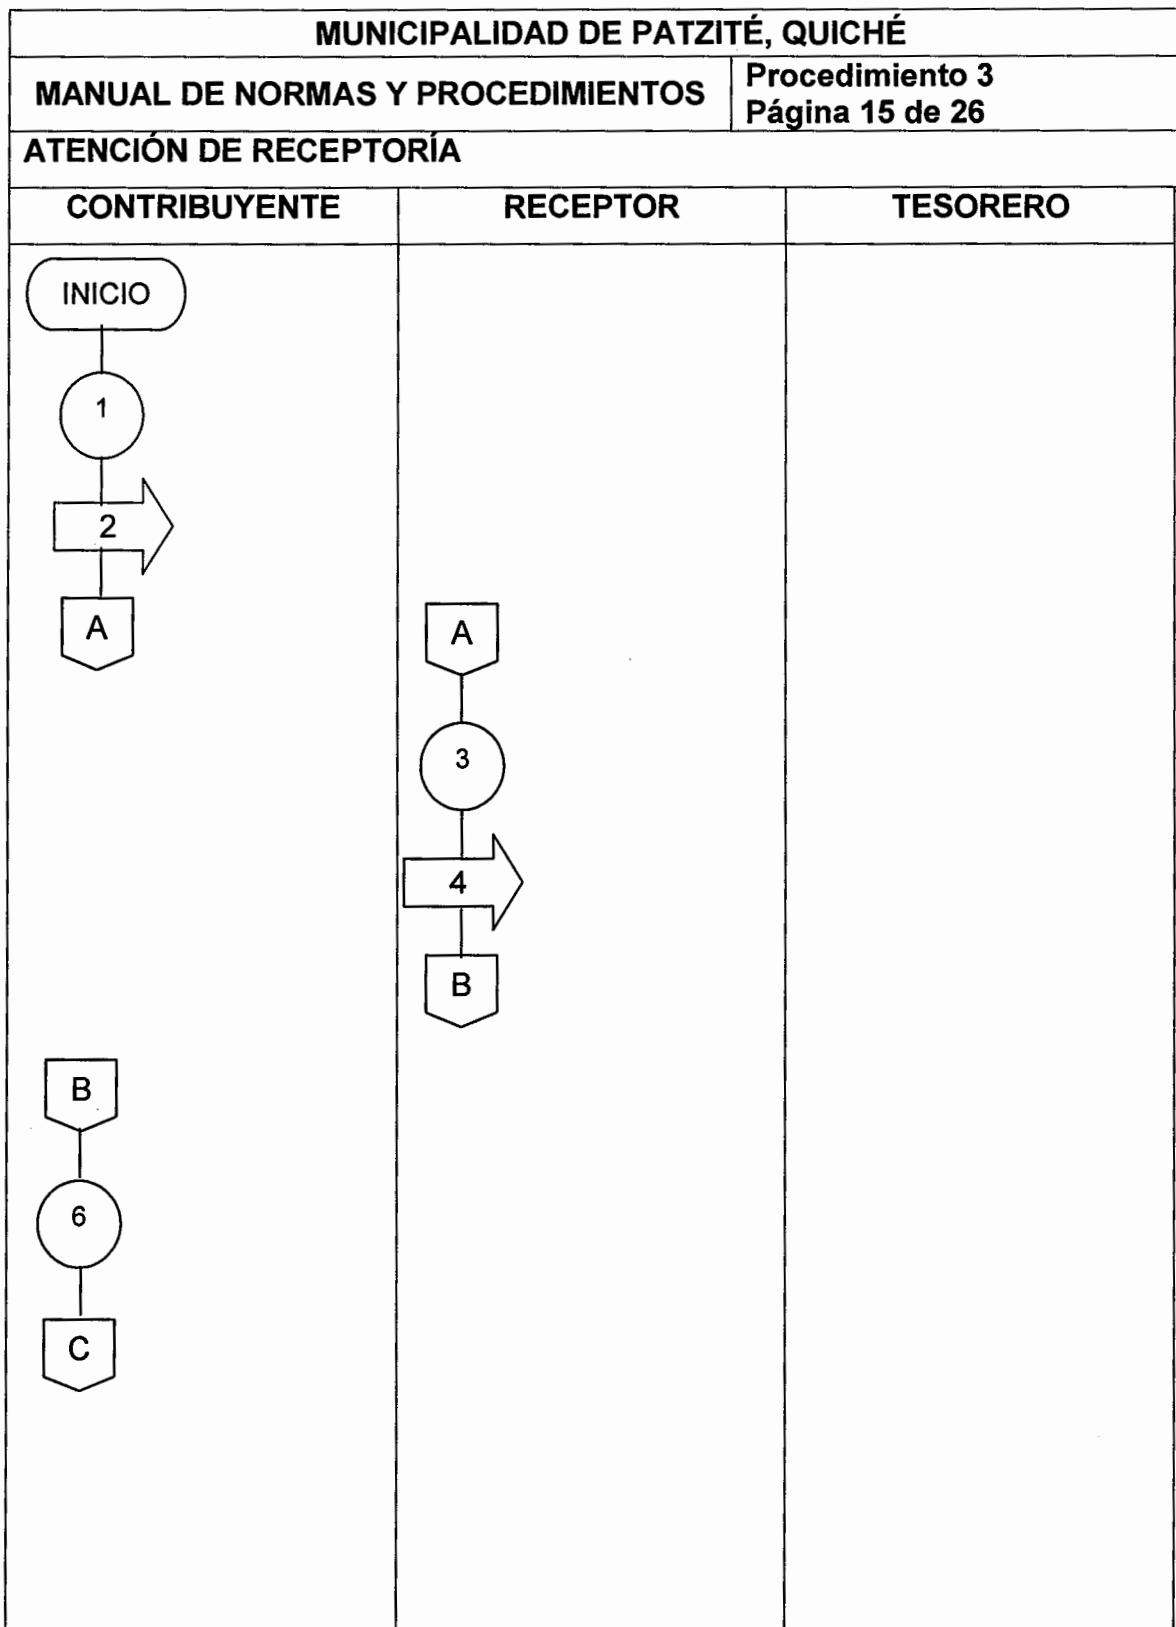 MUNICIPALIDAD DE PATZITÉ, QUICHÉ
MANUAL DE NORMAS Y PROCEDIMIENTOS
Procedimiento 3
Página 15 de 26
ATENCIÓN DE RECEPTORÍA
CONTRIBUYENTE RECEPTOR TESORERO
INICIO
1
2
A
A
3
4
B
B
6
C